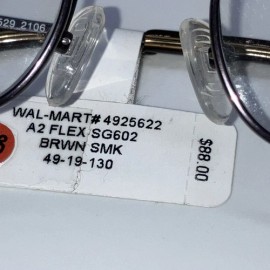 529 2106
WAL-MART# 4925622
A2 FLEX SG602
BRWN SMK
49-19-130
$88.00